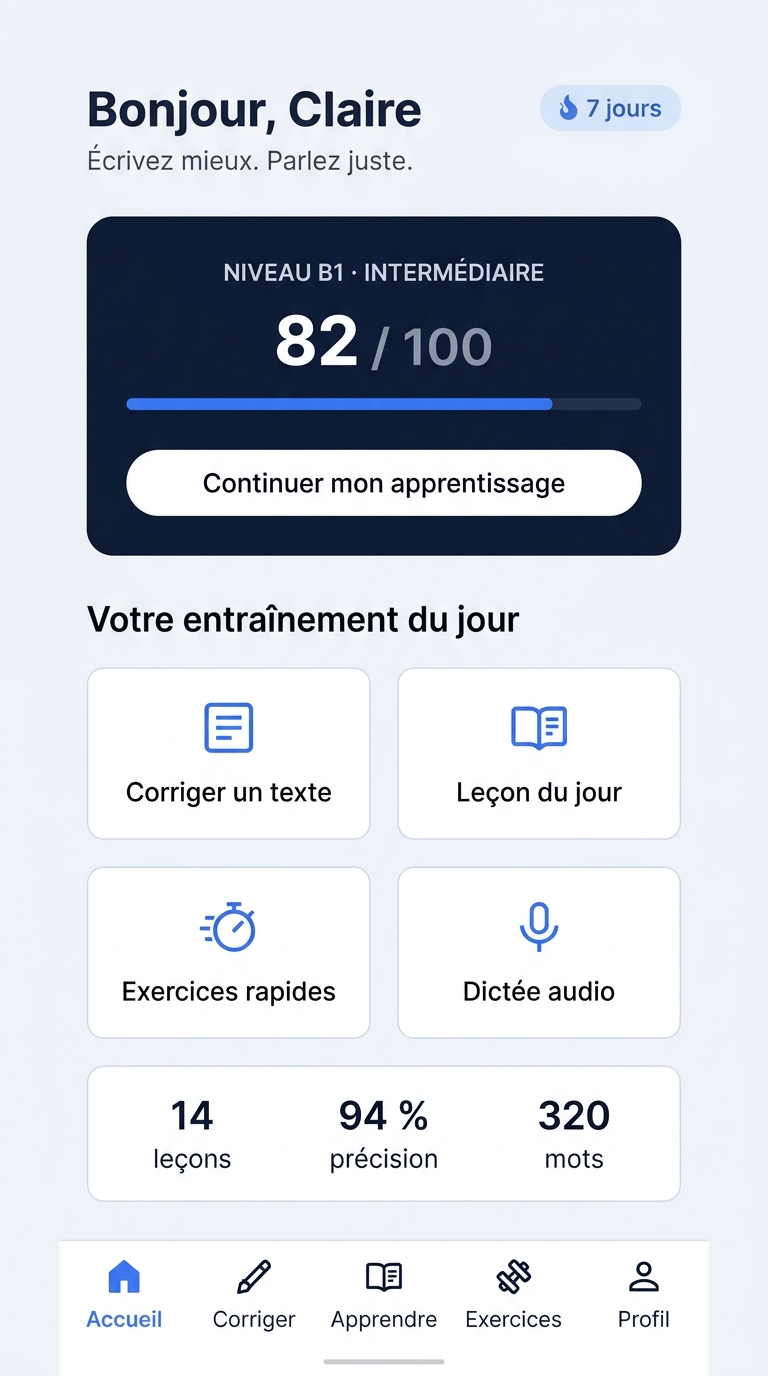 Bonjour, Claire
7 jours
Écrivez mieux. Parlez juste.
NIVEAU B1 · INTERMÉDIAIRE
82 / 100
Continuer mon apprentissage
Votre entraînement du jour
Corriger un texte
Leçon du jour
Exercices rapides
Dictée audio
14
leçons
94 %
précision
320
mots
Accueil
Corriger
Apprendre
Exercices
Profil